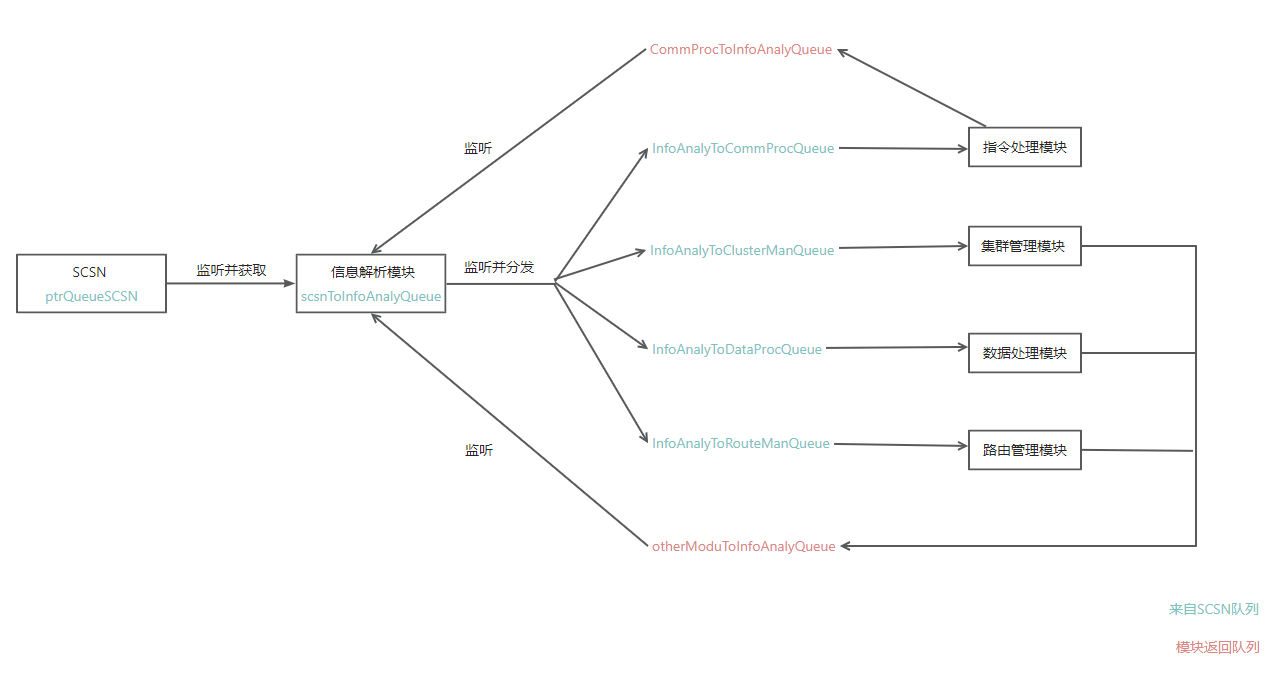 CommProcToInfoAnalyQueue
监听
InfoAnalyToCommProcQueue
指令处理模块
InfoAnalyToClusterManQueue
集群管理模块
SCSN
ptrQueueSCSN
监听并获取
信息解析模块
scsnToInfoAnalyQueue
监听并分发
InfoAnalyToDataProcQueue
数据处理模块
InfoAnalyToRouteManQueue
路由管理模块
监听
otherModuToInfoAnalyQueue
来自SCSN队列
模块返回队列